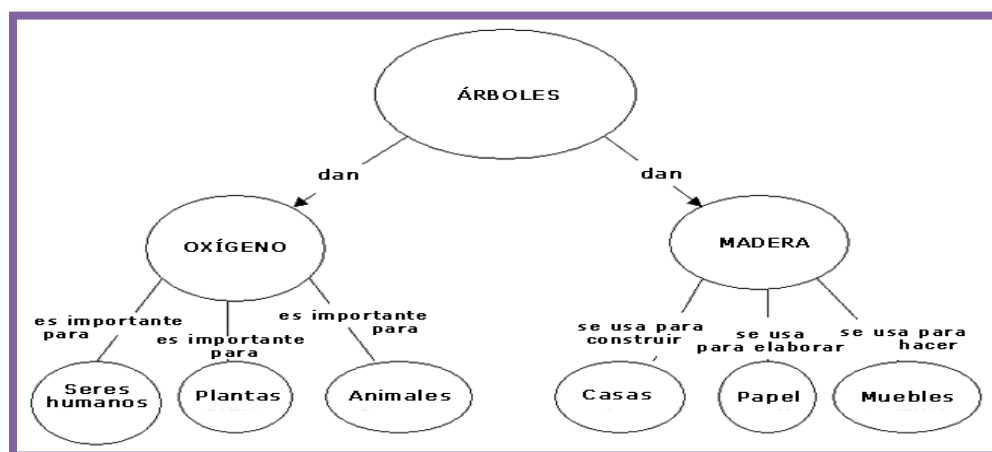 ÁRBOLES
dan
dan
OXÍGENO
MADERA
es importante
para
es importante
para
es importante
para
se usa para
construir
se usa
para elaborar
se usa para
hacer
Seres
humanos
Plantas
Animales
Casas
Papel
Muebles